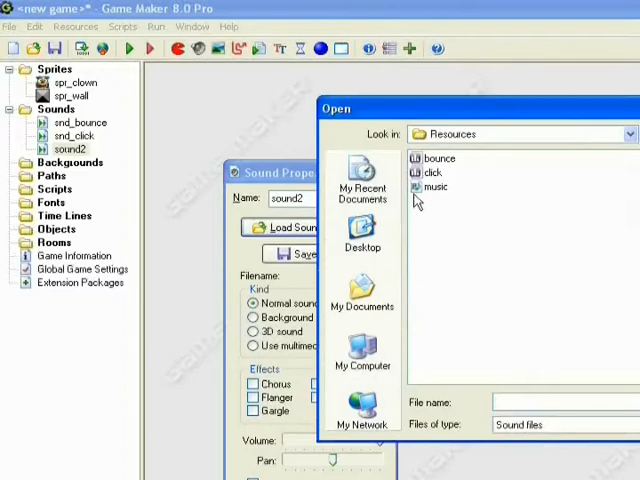 <new game>* - Game Maker 8.0 Pro
File Edit Resources Scripts Run Window Help
Sprites
spr_clown
spr_wall
Sounds
snd_bounce
snd_click
sound2
Backgounds
Paths
Scripts
Fonts
Time Lines
Objects
Rooms
Game Information
Global Game Settings
Extension Packages
Sound Prope
Name: sound2
Load Soun
Save
Filename:
Kind
Normal soun
Background
3D sound
Use multimed
Effects
Chorus
Flanger
Gargle
Volume:
Pan:
Open
Look in: Resources
My Recent
Documents
Desktop
My Documents
My Computer
My Network
bounce
click
music
File name:
Files of type: Sound files